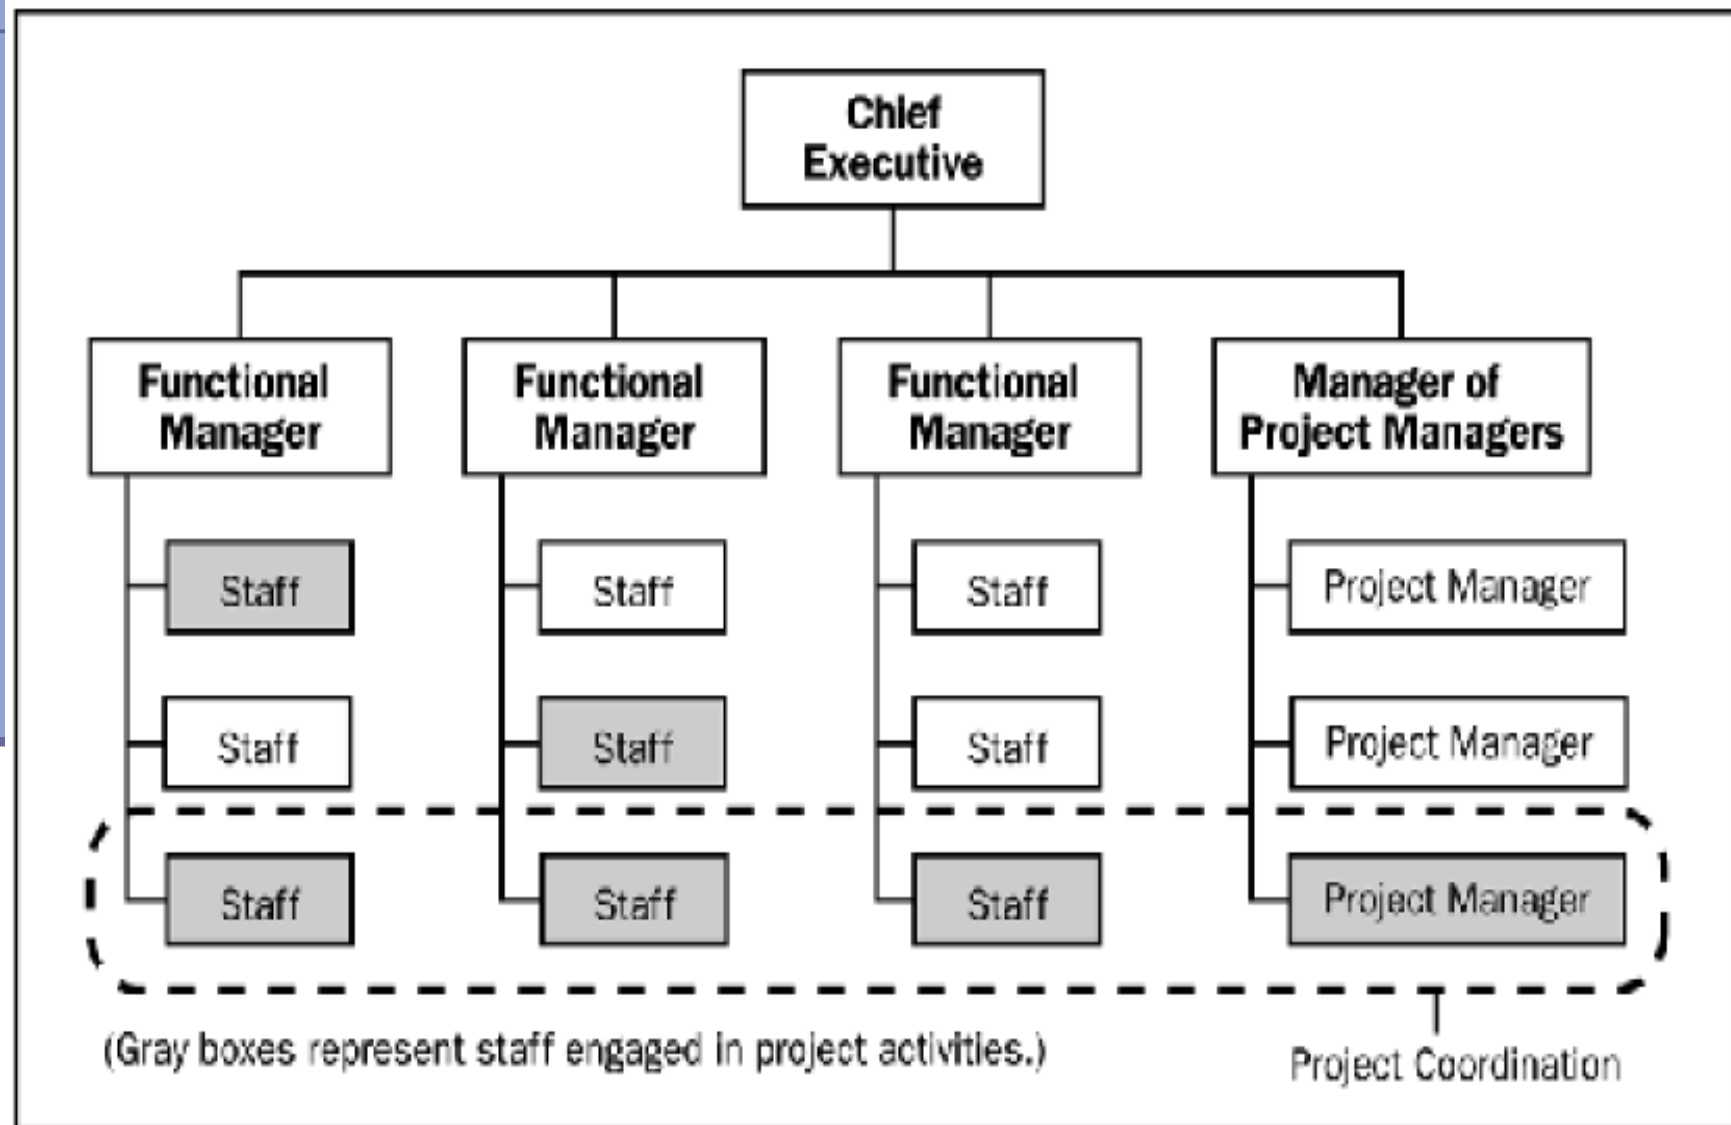 Chief
Executive
Functional
Manager
Functional
Manager
Functional
Manager
Manager of
Project Managers
Staff
Staff
Staff
Project Manager
Staff
Staff
Staff
Project Manager
Staff
Staff
Staff
Project Manager
(Gray boxes represent staff engaged in project activities.)
Project Coordination